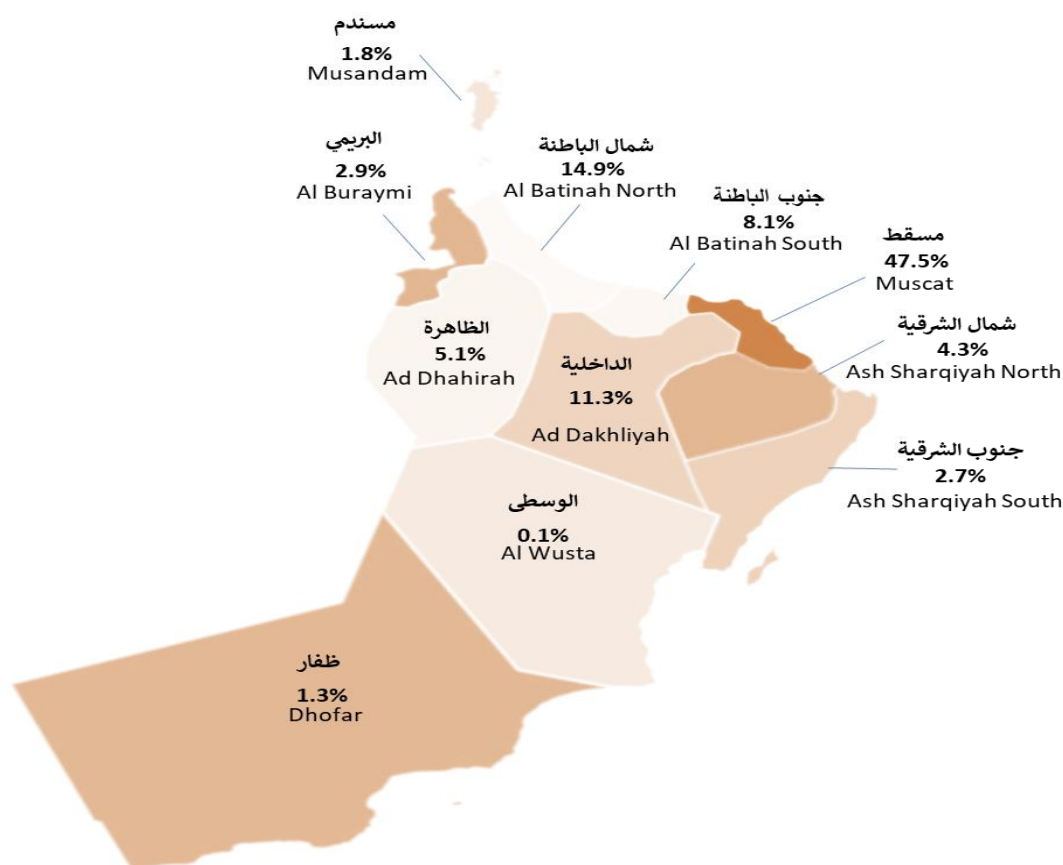 مسندم
1.8%
Musandam
البريمي
2.9%
Al Buraymi
شمال الباطنة
14.9%
Al Batinah North
جنوب الباطنة
8.1%
Al Batinah South
مسقط
47.5%
Muscat
شمال الشرقية
4.3%
Ash Sharqiyah North
الظاهرة
5.1%
Ad Dhahirah
الداخلية
11.3%
Ad Dakhliyah
جنوب الشرقية
2.7%
Ash Sharqiyah South
الوسطى
0.1%
Al Wusta
ظفار
1.3%
Dhofar